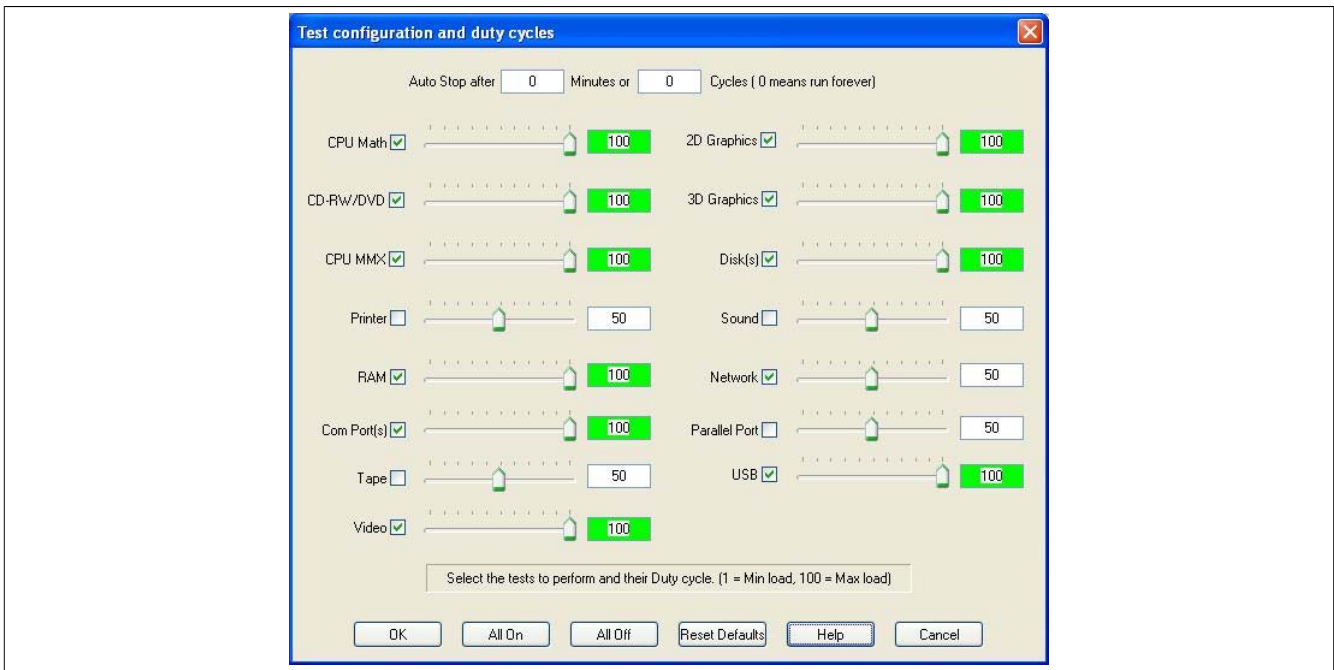 Test configuration and duty cycles
Auto Stop after 0 Minutes or 0 Cycles ( 0 means run forever)
CPU Math 100 2D Graphics 100
CD-RW/DVD 100 3D Graphics 100
CPU MMX 100 Disk(s) 100
Printer 50 Sound 50
RAM 100 Network 50
Com Port(s) 100 Parallel Port 50
Tape 50 USB 100
Video 100
Select the tests to perform and their Duty cycle. (1 = Min load, 100 = Max load)
OK All On All Off Reset Defaults Help Cancel